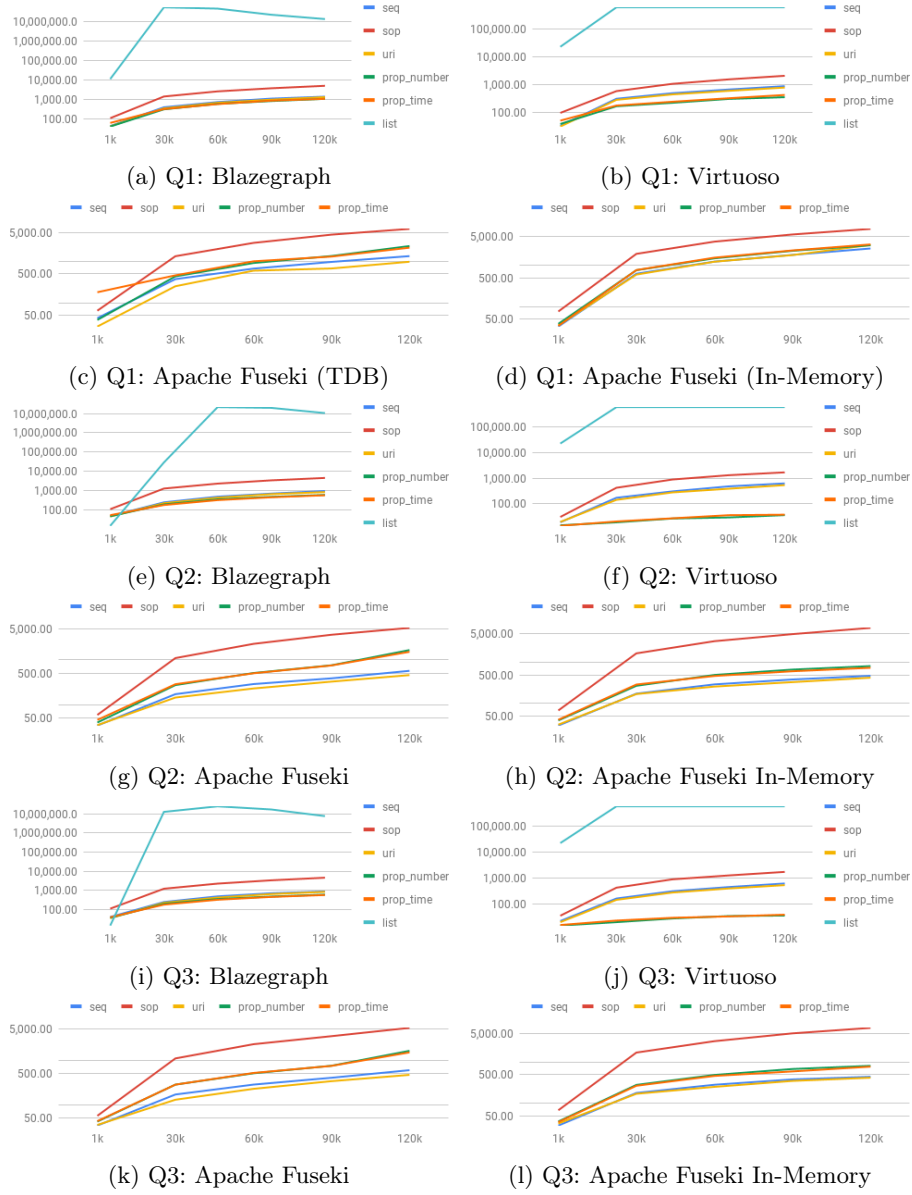 10,000,000.00
1,000,000.00
100,000.00
10,000.00
1,000.00
100.00
1k 30k 60k 90k 120k
seq
sop
uri
prop_number
prop_time
list
(a) Q1: Blazegraph
100,000.00
10,000.00
1,000.00
100.00
1k 30k 60k 90k 120k
seq
sop
uri
prop_number
prop_time
list
(b) Q1: Virtuoso
seq sop uri prop_number prop_time
5,000.00
500.00
50.00
1k 30k 60k 90k 120k
(c) Q1: Apache Fuseki (TDB)
seq sop uri prop_number prop_time
5,000.00
500.00
50.00
1k 30k 60k 90k 120k
(d) Q1: Apache Fuseki (In-Memory)
10,000,000.0
1,000,000.00
100,000.00
10,000.00
1,000.00
100.00
1k 30k 60k 90k 120k
seq
sop
uri
prop_number
prop_time
list
(e) Q2: Blazegraph
100,000.00
10,000.00
1,000.00
100.00
1k 30k 60k 90k 120k
seq
sop
uri
prop_number
prop_time
list
(f) Q2: Virtuoso
seq sop uri prop_number prop_time
5,000.00
500.00
50.00
1k 30k 60k 90k 120k
(g) Q2: Apache Fuseki
seq sop uri prop_number prop_time
5,000.00
500.00
50.00
1k 30k 60k 90k 120k
(h) Q2: Apache Fuseki In-Memory
10,000,000.0
1,000,000.00
100,000.00
10,000.00
1,000.00
100.00
1k 30k 60k 90k 120k
seq
sop
uri
prop_number
prop_time
list
(i) Q3: Blazegraph
100,000.00
10,000.00
1,000.00
100.00
1k 30k 60k 90k 120k
seq
sop
uri
prop_number
prop_time
list
(j) Q3: Virtuoso
seq sop uri prop_number prop_time
5,000.00
500.00
50.00
1k 30k 60k 90k 120k
(k) Q3: Apache Fuseki
seq sop uri prop_number prop_time
5,000.00
500.00
50.00
1k 30k 60k 90k 120k
(l) Q3: Apache Fuseki In-Memory